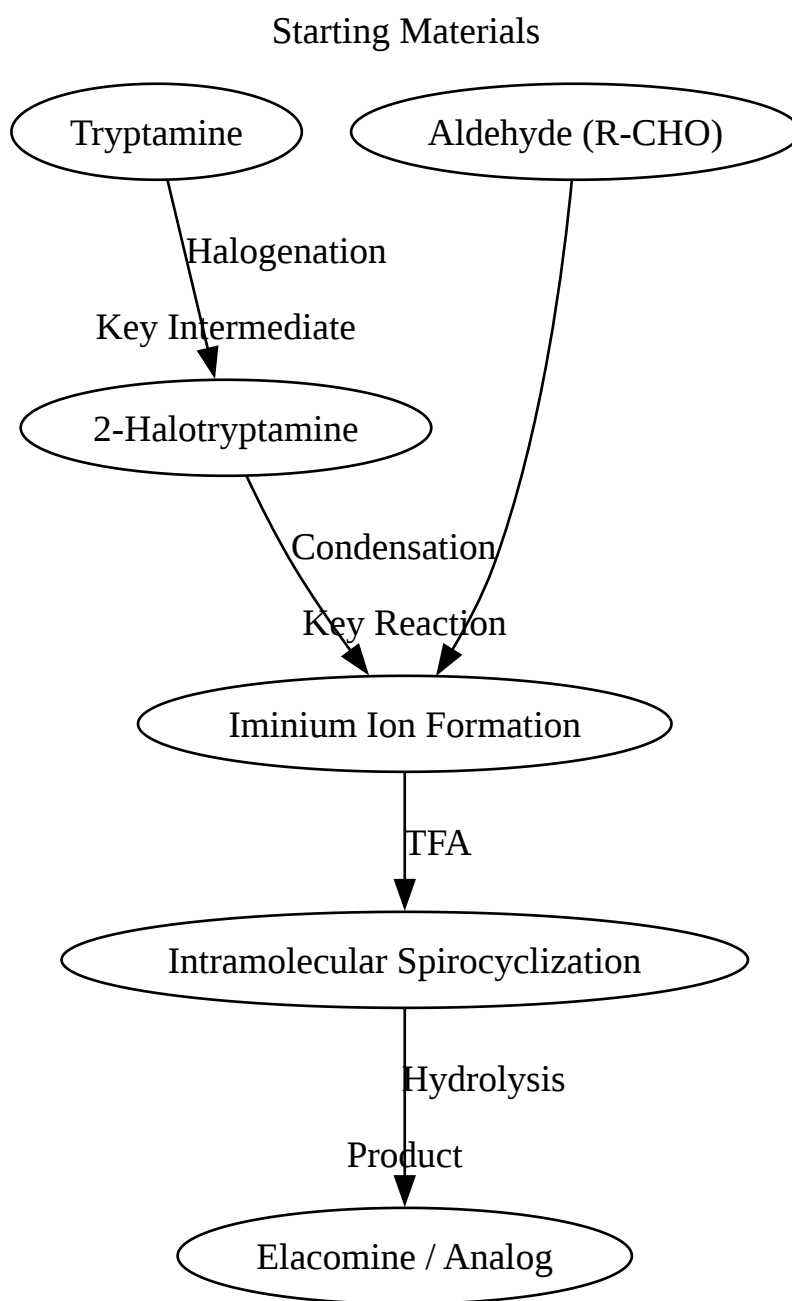 Starting Materials
Tryptamine
Aldehyde (R-CHO)
Halogenation
Key Intermediate
2-Halotryptamine
Condensation
Key Reaction
Iminium Ion Formation
TFA
Intramolecular Spirocyclization
Hydrolysis
Product
Elacomine / Analog